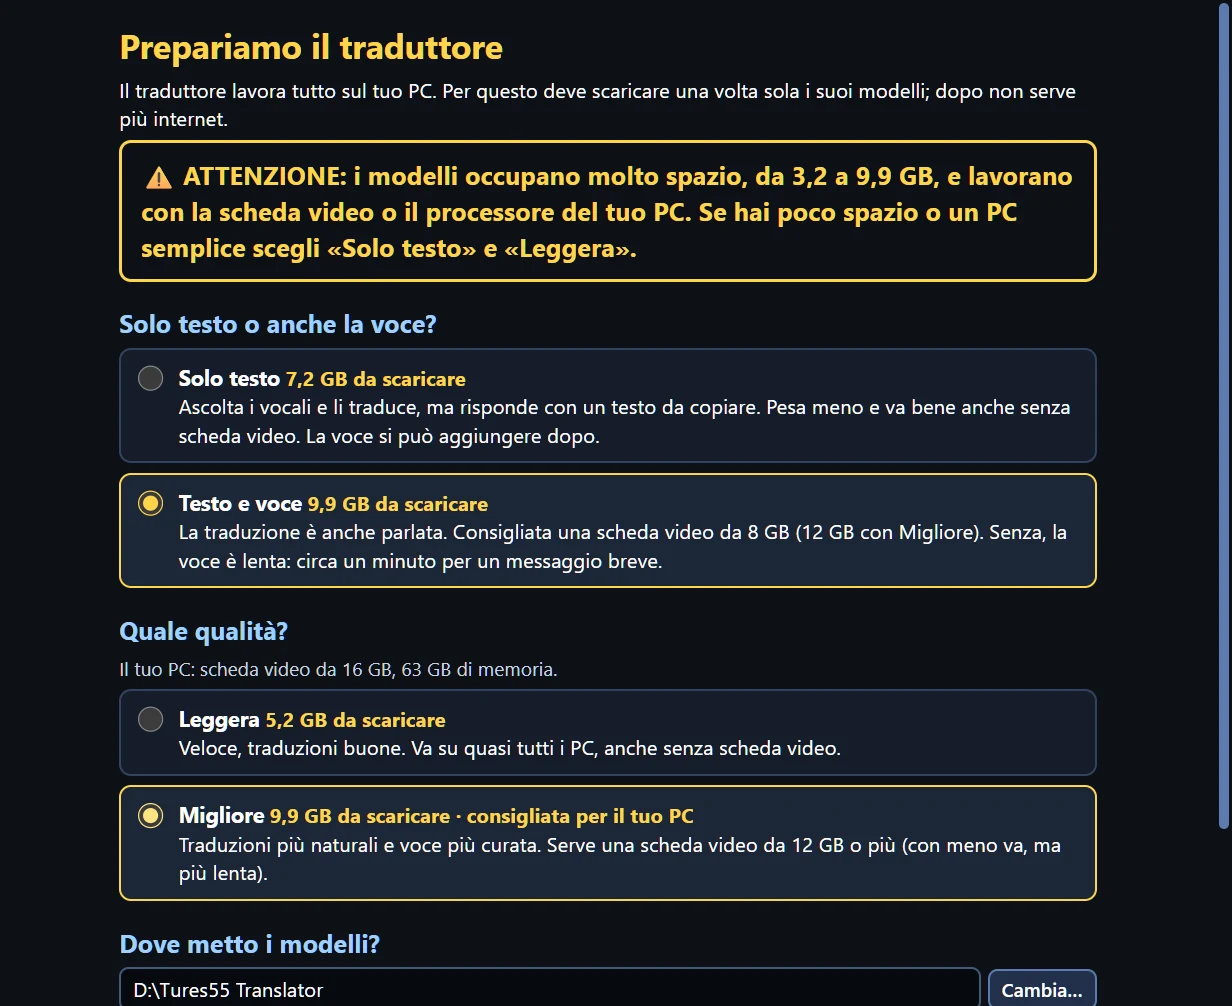 Prepariamo il traduttore
Il traduttore lavora tutto sul tuo PC. Per questo deve scaricare una volta sola i suoi modelli; dopo non serve
più internet.
⚠ ATTENZIONE: i modelli occupano molto spazio, da 3,2 a 9,9 GB, e lavorano
con la scheda video o il processore del tuo PC. Se hai poco spazio o un PC
semplice scegli «Solo testo» e «Leggera».
Solo testo o anche la voce?
Solo testo 7,2 GB da scaricare
Ascolta i vocali e li traduce, ma risponde con un testo da copiare. Pesa meno e va bene anche senza
scheda video. La voce si può aggiungere dopo.
Testo e voce 9,9 GB da scaricare
La traduzione è anche parlata. Consigliata una scheda video da 8 GB (12 GB con Migliore). Senza, la
voce è lenta: circa un minuto per un messaggio breve.
Quale qualità?
Il tuo PC: scheda video da 16 GB, 63 GB di memoria.
Leggera 5,2 GB da scaricare
Veloce, traduzioni buone. Va su quasi tutti i PC, anche senza scheda video.
Migliore 9,9 GB da scaricare · consigliata per il tuo PC
Traduzioni più naturali e voce più curata. Serve una scheda video da 12 GB o più (con meno va, ma
più lenta).
Dove metto i modelli?
D:\Tures55 Translator
Cambia...